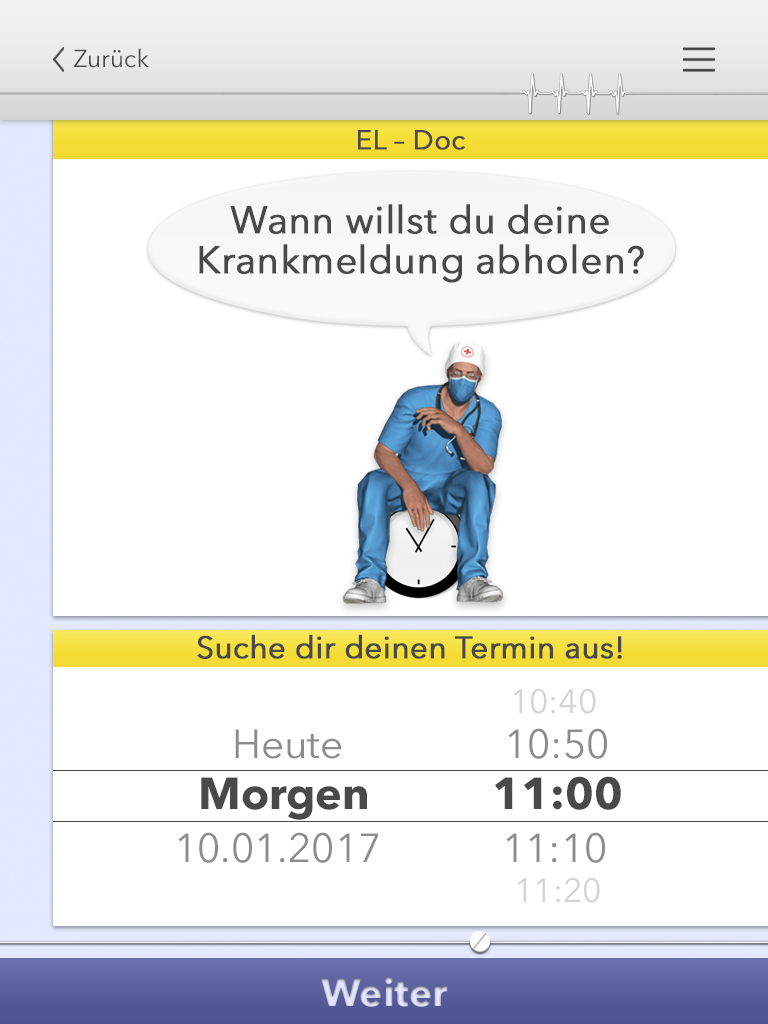 Zurück
EL – Doc
Wann willst du deine
Krankmeldung abholen?
Suche dir deinen Termin aus!
10:40
Heute 10:50
Morgen 11:00
10.01.2017 11:10
11:20
Weiter